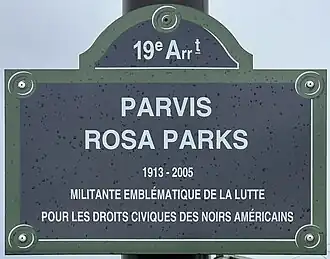 19e Arrt
PARVIS
ROSA PARKS
1913 - 2005
MILITANTE EMBLÉMATIQUE DE LA LUTTE
POUR LES DROITS CIVIQUES DES NOIRS AMÉRICAINS